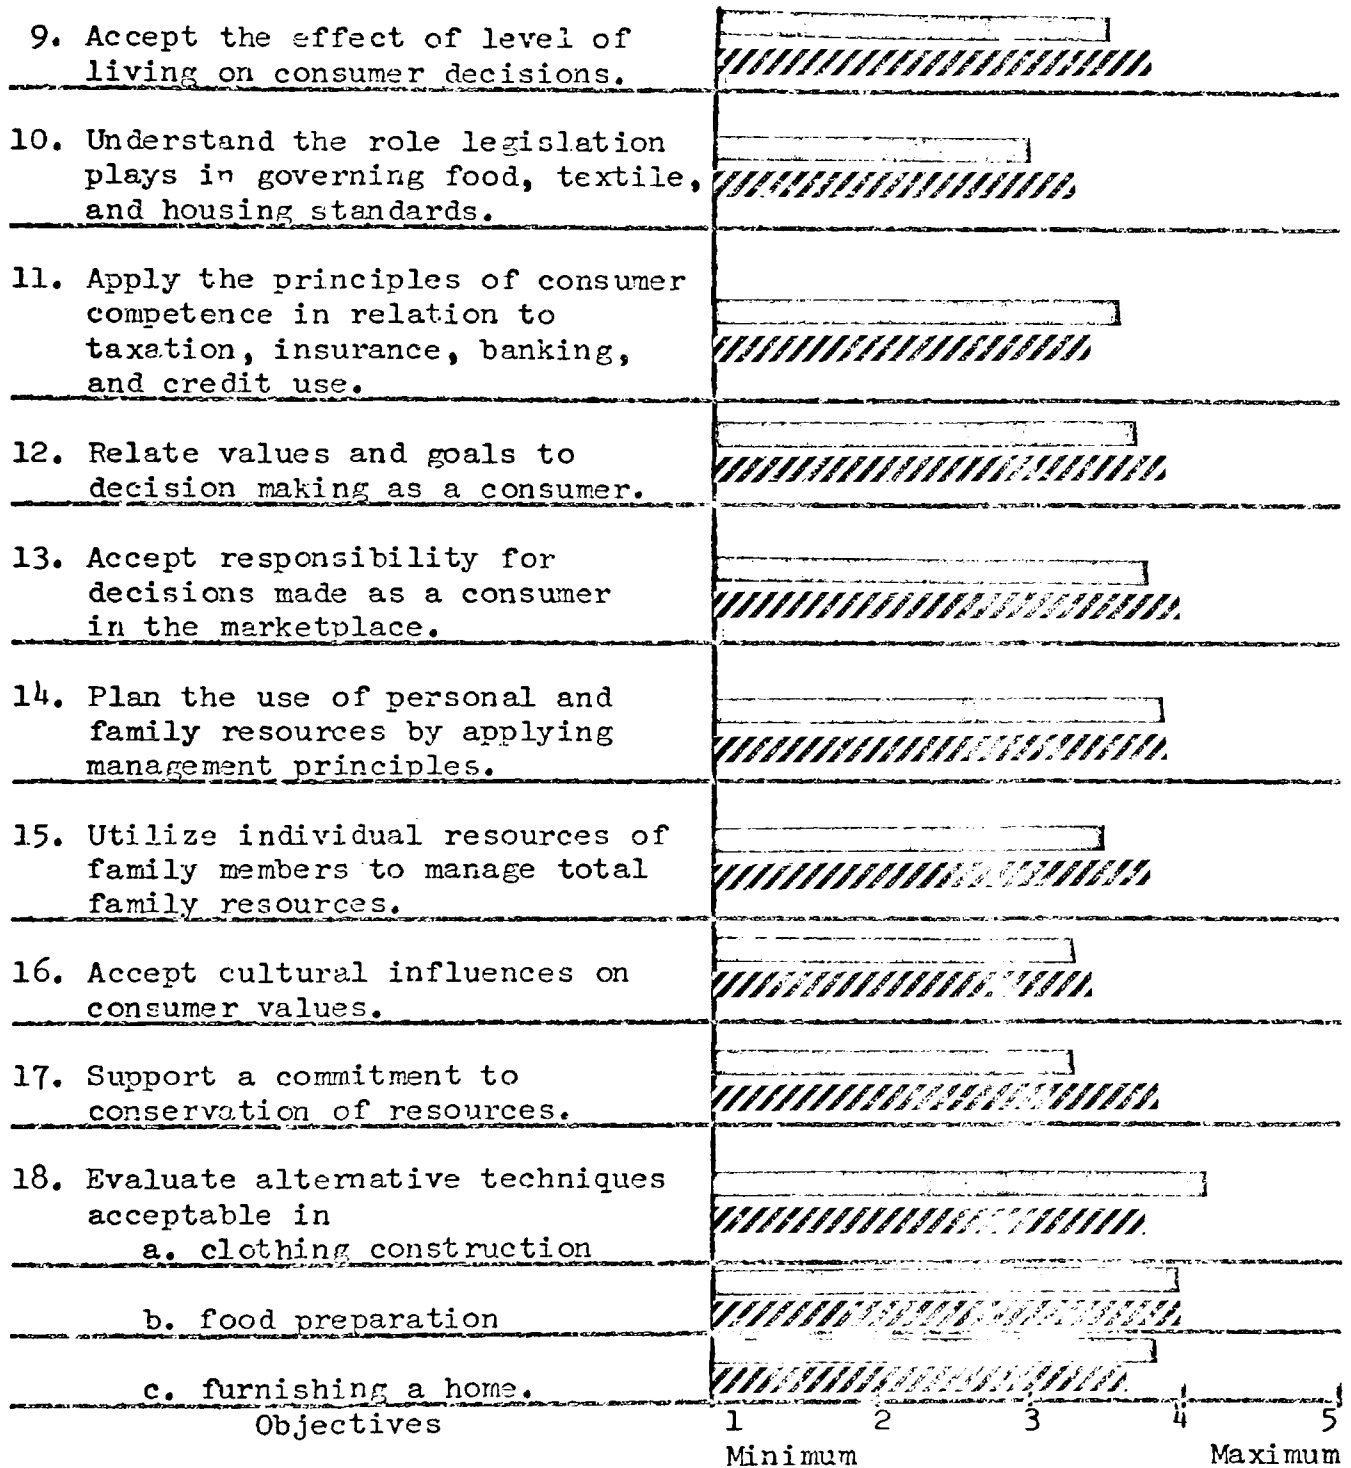 9. Accept the effect of level of
living on consumer decisions.
10. Understand the role legislation
plays in governing food, textile,
and housing standards.
11. Apply the principles of consumer
competence in relation to
taxation, insurance, banking,
and credit use.
12. Relate values and goals to
decision making as a consumer.
13. Accept responsibility for
decisions made as a consumer
in the marketplace.
14. Plan the use of personal and
family resources by applying
management principles.
15. Utilize individual resources of
family members to manage total
family resources.
16. Accept cultural influences on
consumer values.
17. Support a commitment to
conservation of resources.
18. Evaluate alternative techniques
acceptable in
a. clothing construction
b. food preparation
c. furnishing a home.
Objectives 1 2 3 4 5
Minimum Maximum